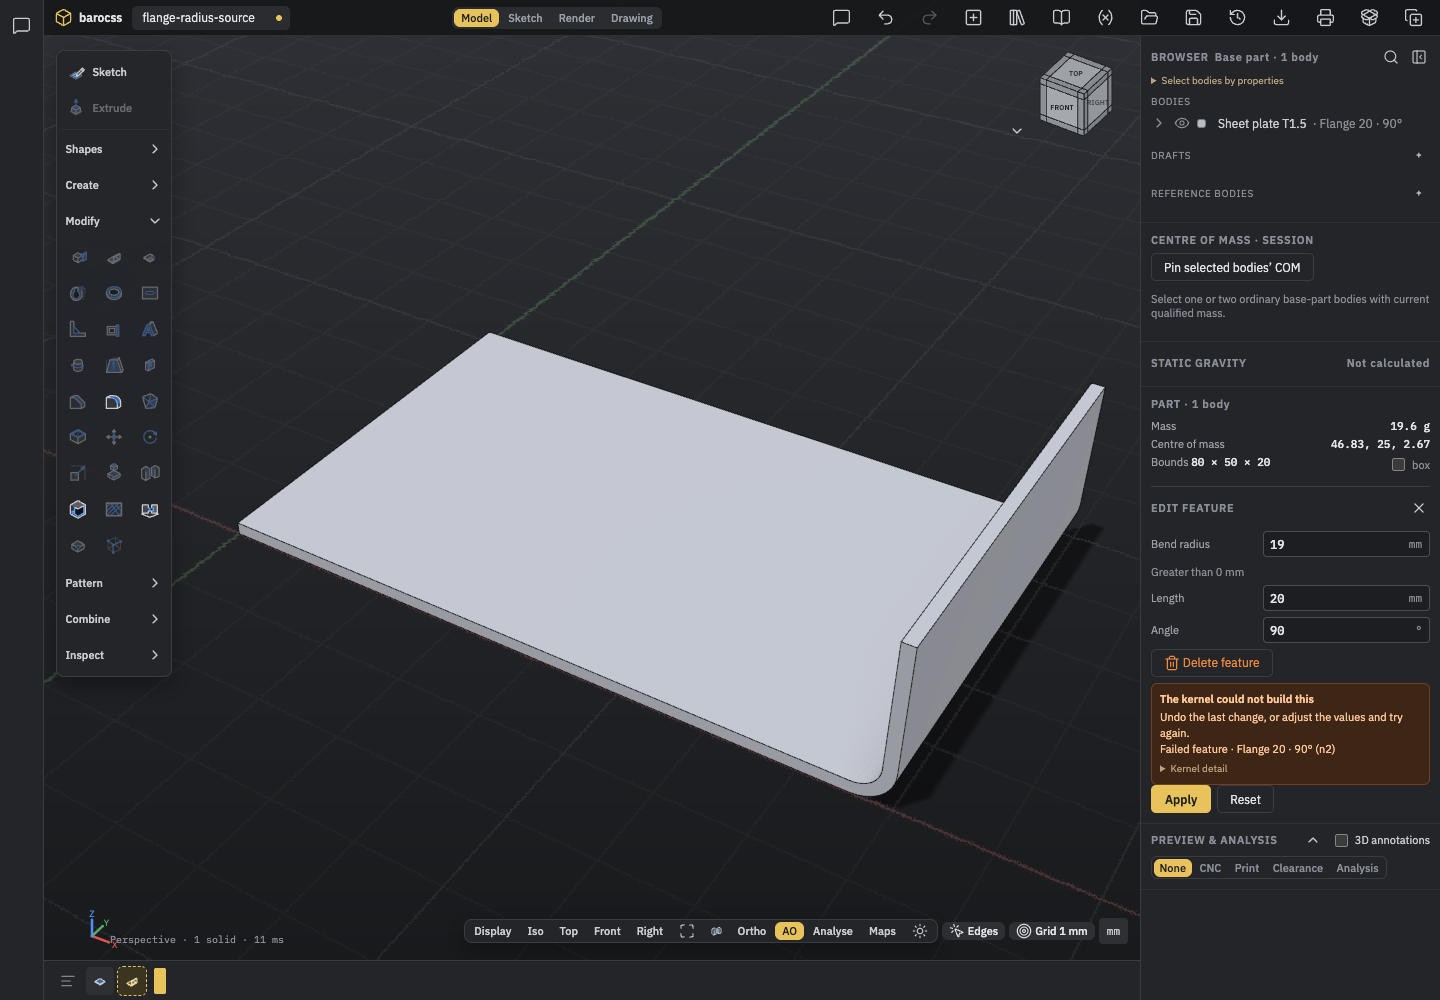 barocss
flange-radius-source
Model Sketch Render Drawing
Sketch
Extrude
Shapes
Create
Modify
Pattern
Combine
Inspect
TOP
FRONT
RIGHT
BROWSER Base part · 1 body
Select bodies by properties
BODIES
Sheet plate T1.5 · Flange 20 · 90°
DRAFTS +
REFERENCE BODIES +
CENTRE OF MASS · SESSION
Pin selected bodies’ COM
Select one or two ordinary base-part bodies with current
qualified mass.
STATIC GRAVITY Not calculated
PART · 1 body
Mass 19.6 g
Centre of mass 46.83, 25, 2.67
Bounds 80 × 50 × 20 box
EDIT FEATURE
Bend radius 19 mm
Greater than 0 mm
Length 20 mm
Angle 90 °
Delete feature
The kernel could not build this
Undo the last change, or adjust the values and try
again.
Failed feature · Flange 20 · 90° (n2)
Kernel detail
Apply Reset
PREVIEW & ANALYSIS 3D annotations
None CNC Print Clearance Analysis
Z
Y
X
Perspective · 1 solid · 11 ms
Display Iso Top Front Right Ortho AO Analyse Maps Edges Grid 1 mm mm